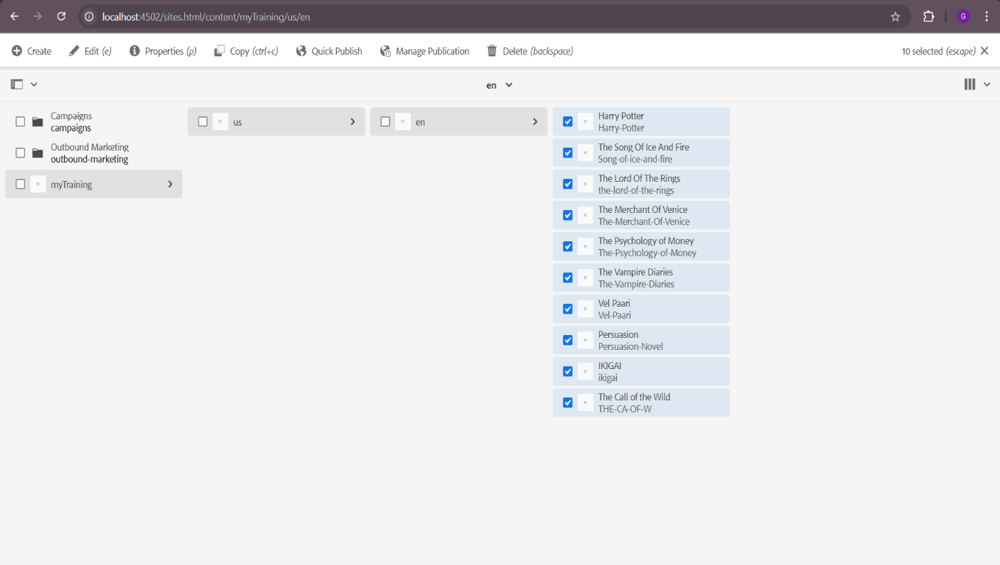 localhost:4502/sites.html/content/myTraining/us/en
G
Create Edit (e) Properties (p) Copy (ctrl+c) Quick Publish Manage Publication Delete (backspace) 10 selected (escape)
en
Campaigns
campaigns
Outbound Marketing
outbound-marketing
myTraining
us
en
Harry Potter
Harry-Potter
The Song Of Ice And Fire
Song-of-ice-and-fire
The Lord Of The Rings
the-lord-of-the-rings
The Merchant Of Venice
The-Merchant-Of-Venice
The Psychology of Money
The-Psychology-of-Money
The Vampire Diaries
The-Vampire-Diaries
Vel Paari
Vel-Paari
Persuasion
Persuasion-Novel
IKIGAI
ikigai
The Call of the Wild
THE-CA-OF-W